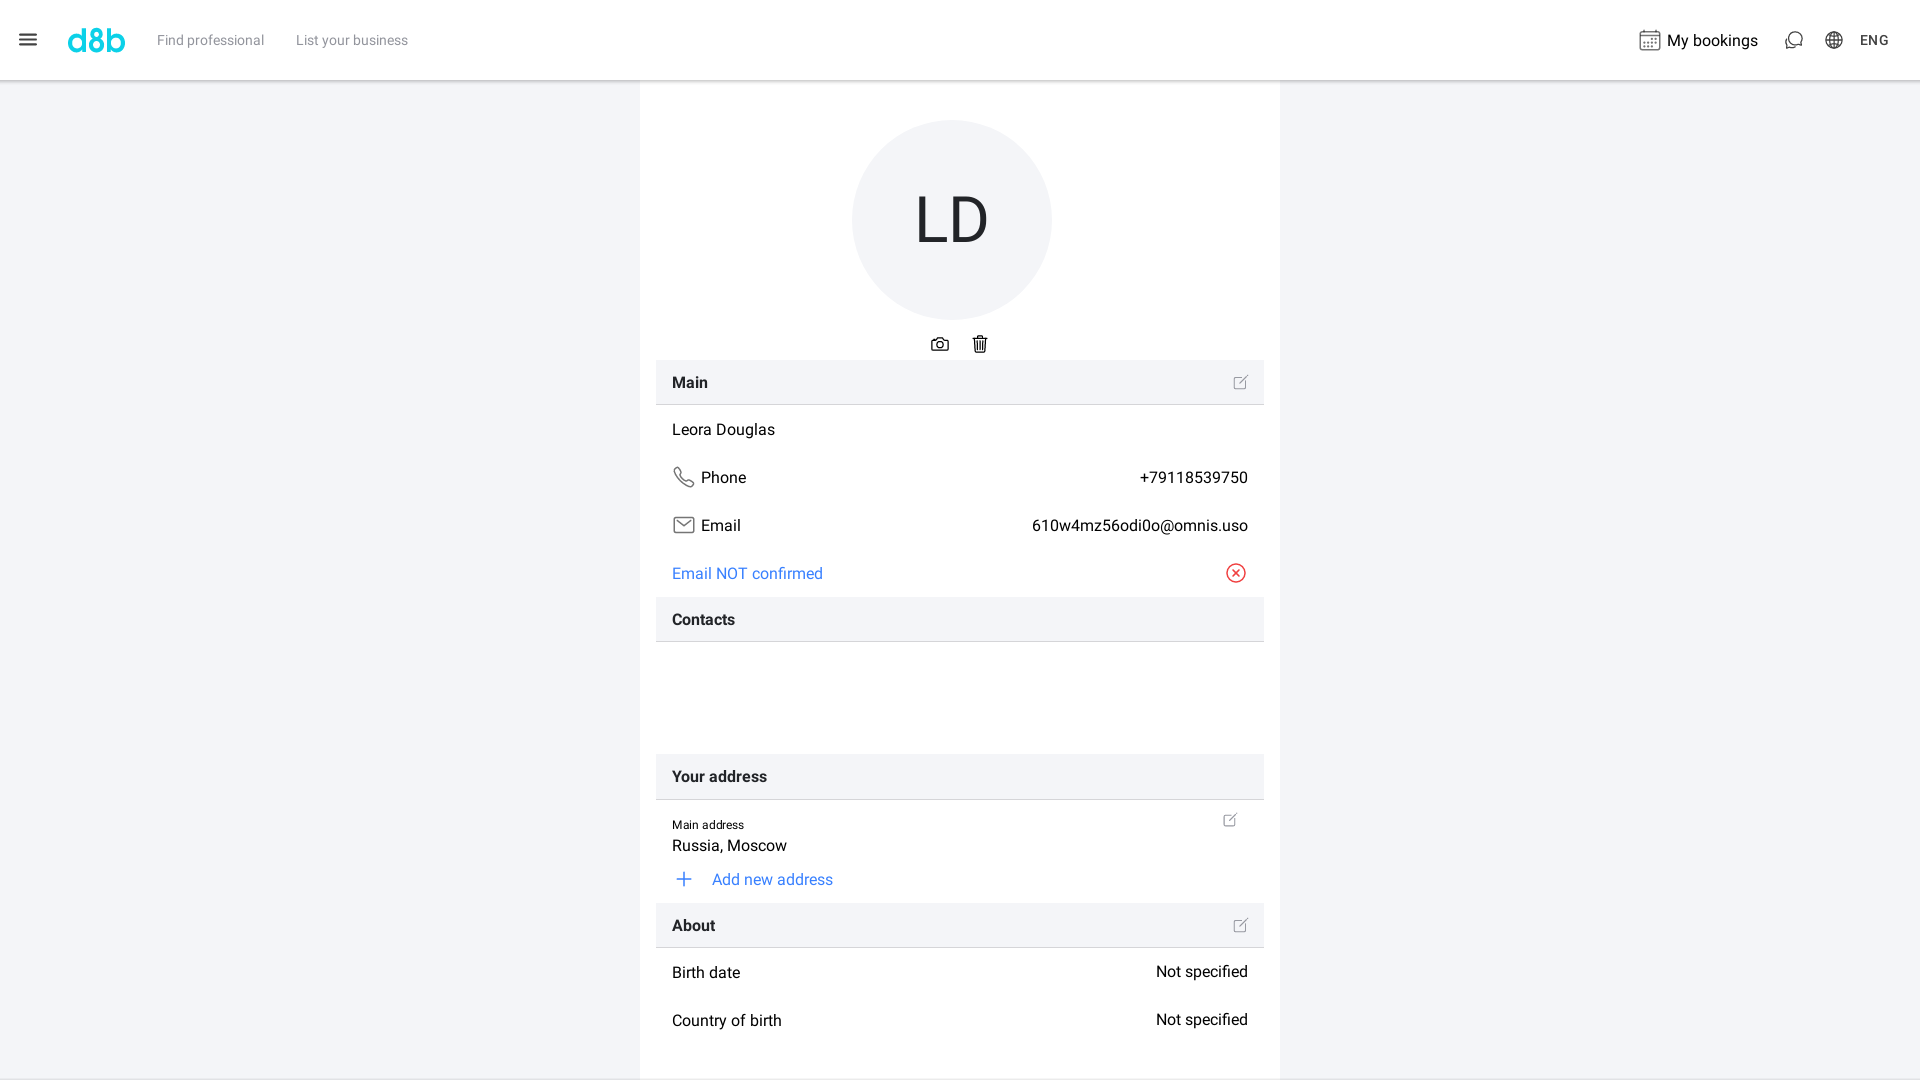 d8b
Find professional
List your business
My bookings
ENG
LD
Main
Leora Douglas
Phone
+79118539750
Email
610w4mz56odi0o@omnis.uso
Email NOT confirmed
Contacts
Your address
Main address
Russia, Moscow
Add new address
About
Birth date
Not specified
Country of birth
Not specified